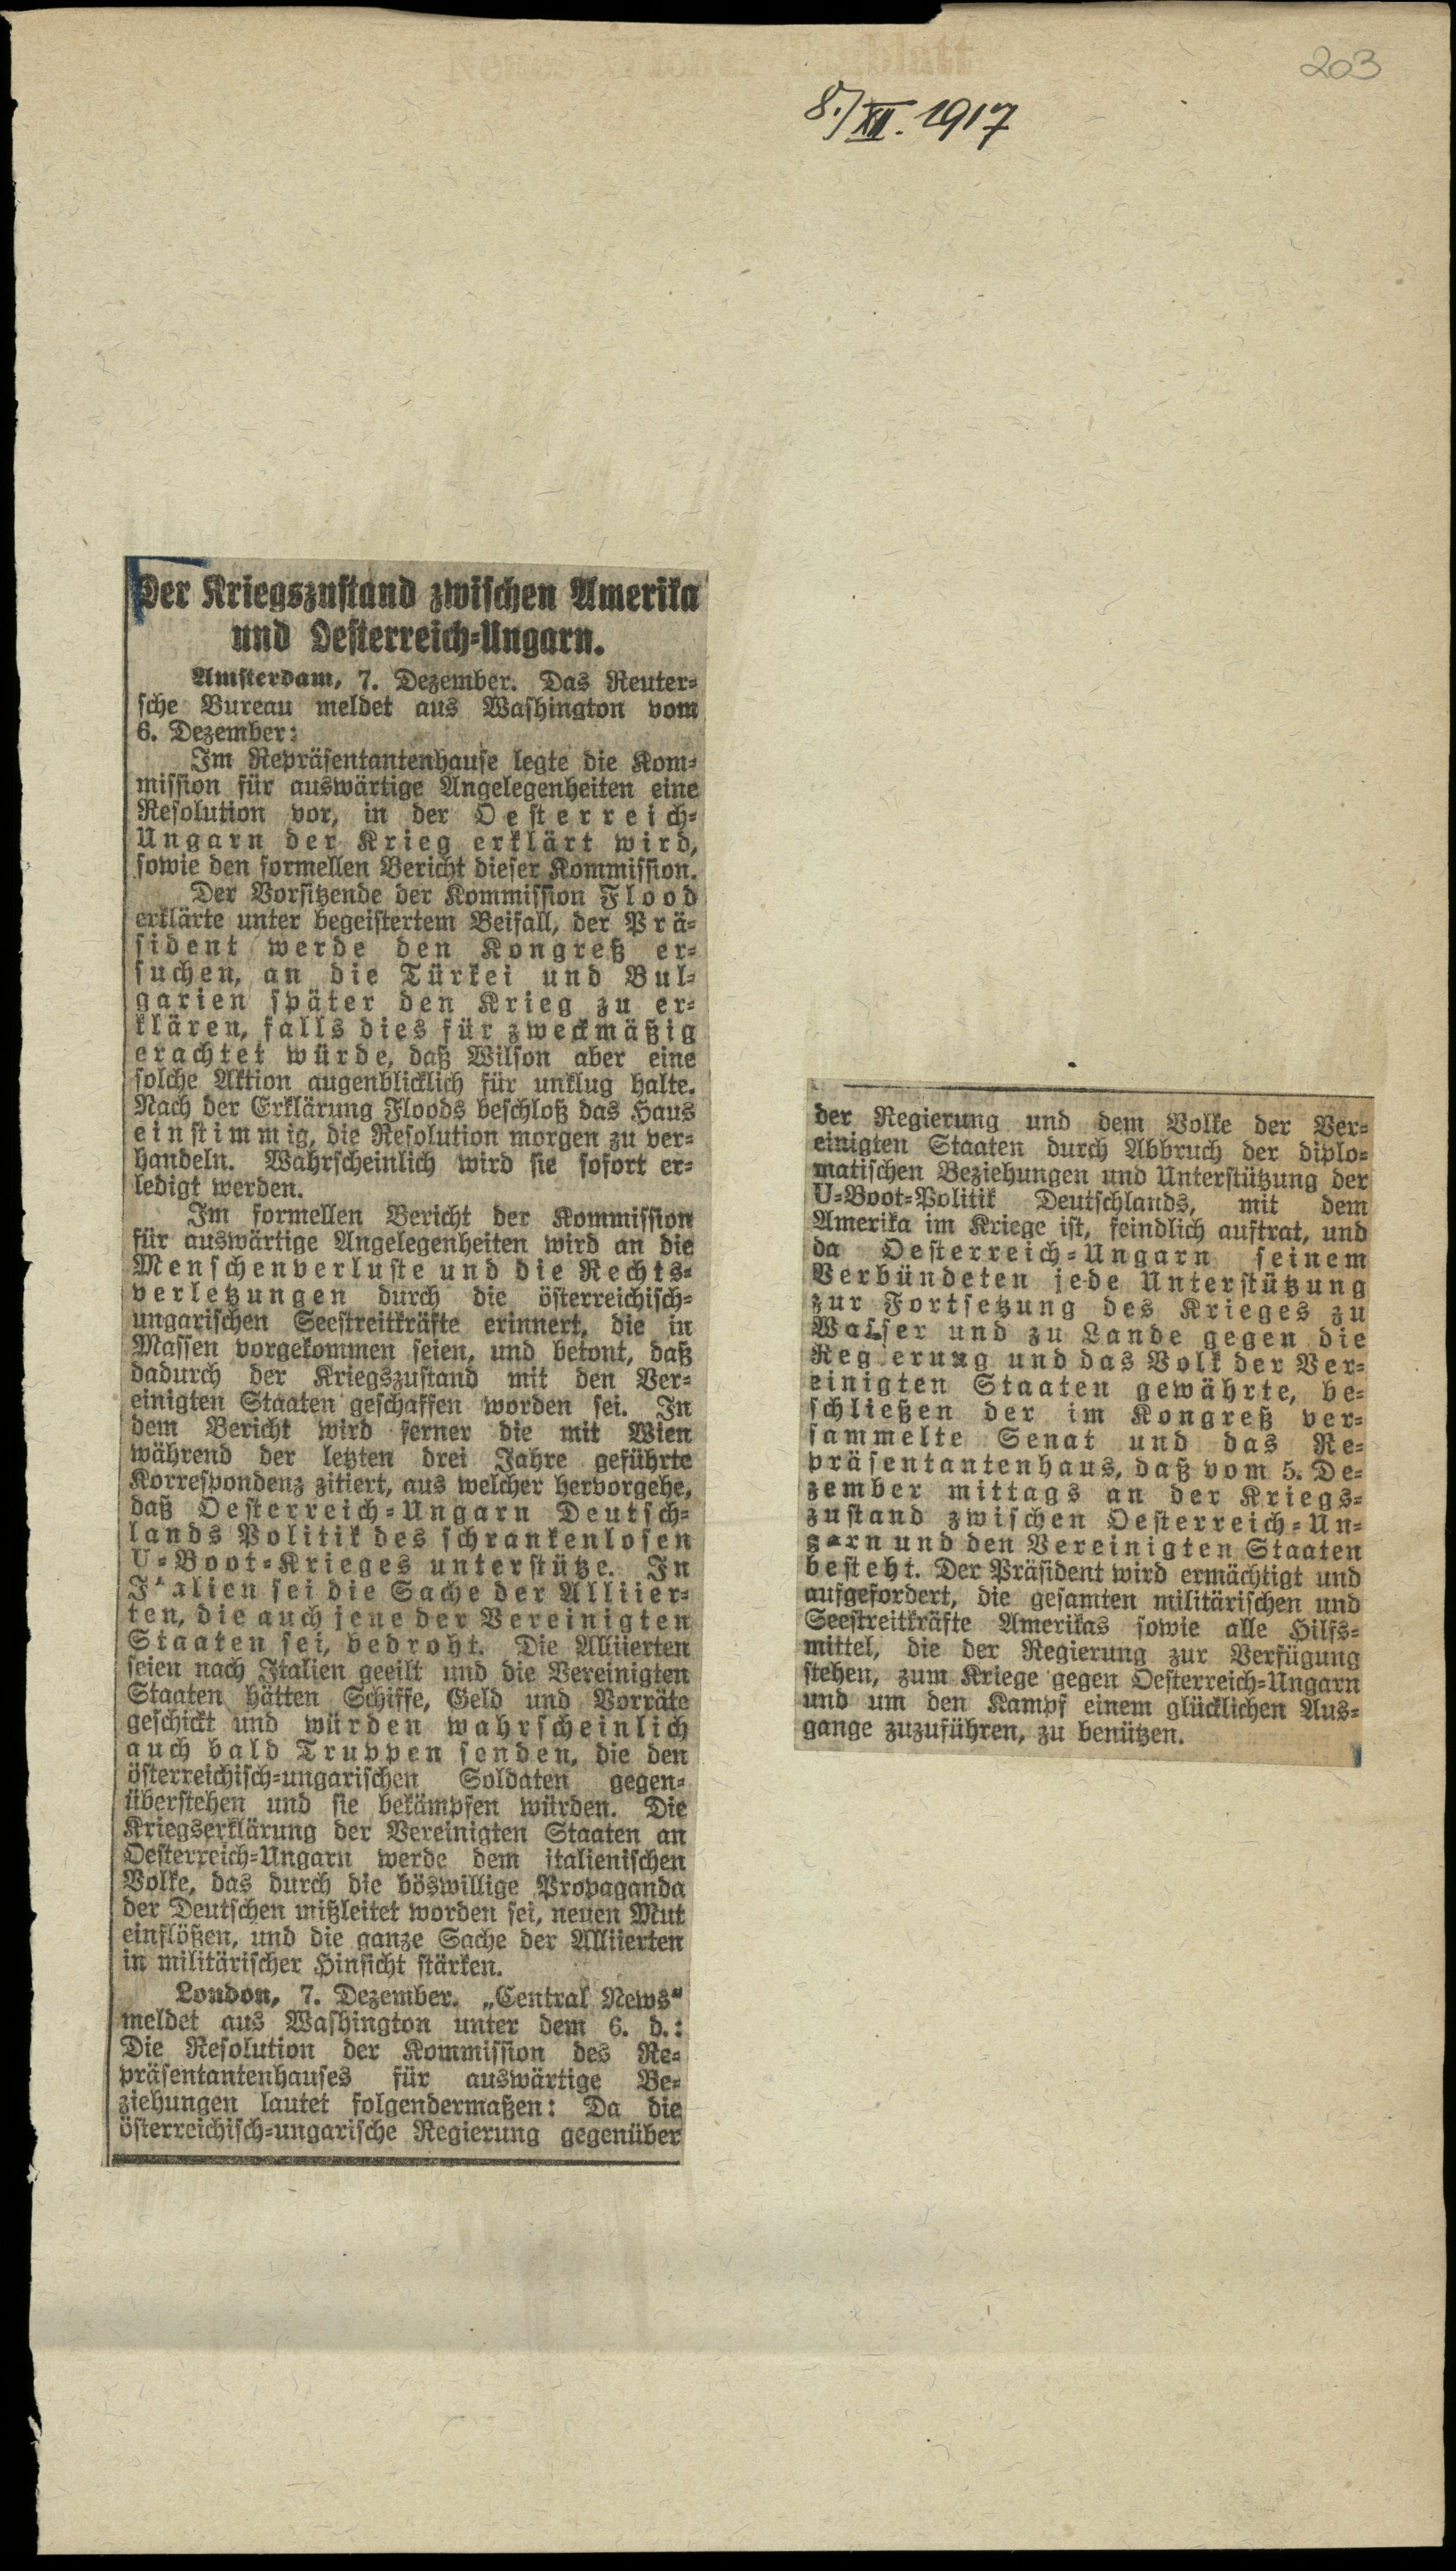 203
8./XII. 1917
Der Kriegszustand zwischen Amerika
und Oesterreich-Ungarn.
Amsterdam, 7. Dezember. Das Reuter-
sche Bureau meldet aus Washington vom
6. Dezember:
Im Repräsentantenhause legte die Kom-
mission für auswärtige Angelegenheiten eine
Resolution vor, in der Oesterreich-
Ungarn der Krieg erklärt wird,
sowie den formellen Bericht dieser Kommission.
Der Vorsitzende der Kommission Flood
erklärte unter begeistertem Beifall, der Prä-
sident werde den Kongreß er-
suchen, an die Türkei und Bul-
garien später den Krieg zu er-
klären, falls dies für zweckmäßig
erachtet würde, daß Wilson aber eine
solche Aktion augenblicklich für unklug halte.
Nach der Erklärung Floods beschloß das Haus
einstimmig, die Resolution morgen zu ver-
handeln. Wahrscheinlich wird sie sofort er-
ledigt werden.
Im formellen Bericht der Kommission
für auswärtige Angelegenheiten wird an die
Menschenverluste und die Rechts-
verletzungen durch die österreichisch-
ungarischen Seestreitkräfte erinnert, die in
Massen vorgekommen seien, und betont, daß
dadurch der Kriegszustand mit den Ver-
einigten Staaten geschaffen worden sei. In
dem Bericht wird ferner die mit Wien
während der letzten drei Jahre geführte
Korrespondenz zitiert, aus welcher hervorgehe,
daß Oesterreich-Ungarn Deutsch-
lands Politik des schrankenlosen
U-Boot-Krieges unterstütze. In
Italien sei die Sache der Alliier-
ten, die auch jene der Vereinigten
Staaten sei, bedroht. Die Alliierten
seien nach Italien geeilt und die Vereinigten
Staaten hätten Schiffe, Geld und Vorräte
geschickt und würden wahrscheinlich
auch bald Truppen senden, die den
österreichisch-ungarischen Soldaten gegen-
überstehen und sie bekämpfen würden. Die
Kriegserklärung der Vereinigten Staaten an
Oesterreich-Ungarn werde dem italienischen
Volke, das durch die böswillige Propaganda
der Deutschen mißleitet worden sei, neuen Mut
einflößen, und die ganze Sache der Alliierten
in militärischer Hinsicht stärken.
London, 7. Dezember. „Central News“
meldet aus Washington unter dem 6. d.:
Die Resolution der Kommission des Re-
präsentantenhauses für auswärtige Be-
ziehungen lautet folgendermaßen: Da die
österreichisch-ungarische Regierung gegenüber
der Regierung und dem Volke der Ver-
einigten Staaten durch Abbruch der diplo-
matischen Beziehungen und Unterstützung der
U-Boot-Politik Deutschlands, mit dem
Amerika im Kriege ist, feindlich auftrat, und
da Oesterreich-Ungarn seinem
Verbündeten jede Unterstützung
zur Fortsetzung des Krieges zu
Wasser und zu Lande gegen die
Regierung und das Volk der Ver-
einigten Staaten gewährte, be-
schließen der im Kongreß ver-
sammelte Senat und das Re-
präsentantenhaus, daß vom 5. De-
zember mittags an der Kriegs-
zustand zwischen Oesterreich-Un-
garn und den Vereinigten Staaten
besteht. Der Präsident wird ermächtigt und
aufgefordert, die gesamten militärischen und
Seestreitkräfte Amerikas sowie alle Hilfs-
mittel, die der Regierung zur Verfügung
stehen, zum Kriege gegen Oesterreich-Ungarn
und um den Kampf einem glücklichen Aus-
gange zuzuführen, zu benützen.